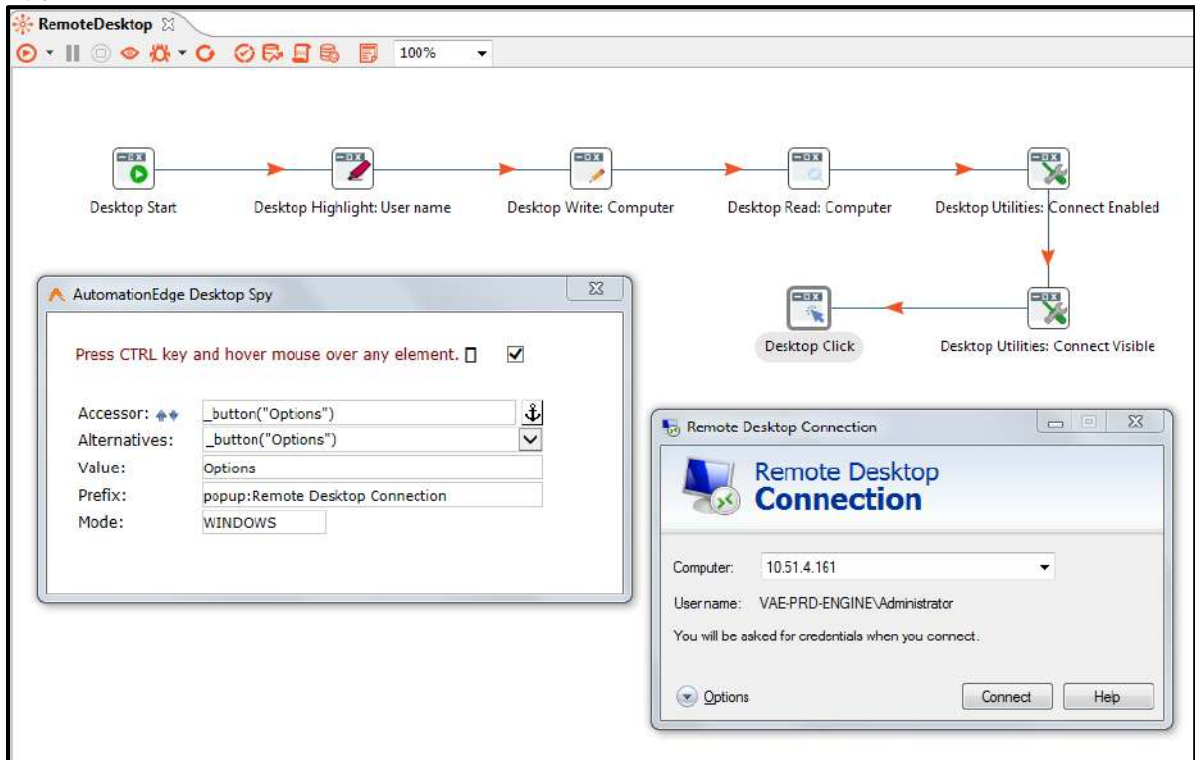 RemoteDesktop
100%
Desktop Start
Desktop Highlight: User name
Desktop Write: Computer
Desktop Read: Computer
Desktop Utilities: Connect Enabled
Desktop Click
Desktop Utilities: Connect Visible
AutomationEdge Desktop Spy
Press CTRL key and hover mouse over any element.
Accessor: _button("Options")
Alternatives: _button("Options")
Value: Options
Prefix: popup:Remote Desktop Connection
Mode: WINDOWS
Remote Desktop Connection
Remote Desktop
Connection
Computer: 10.51.4.161
Username: VAE-PRD-ENGINE\Administrator
You will be asked for credentials when you connect.
Options Connect Help